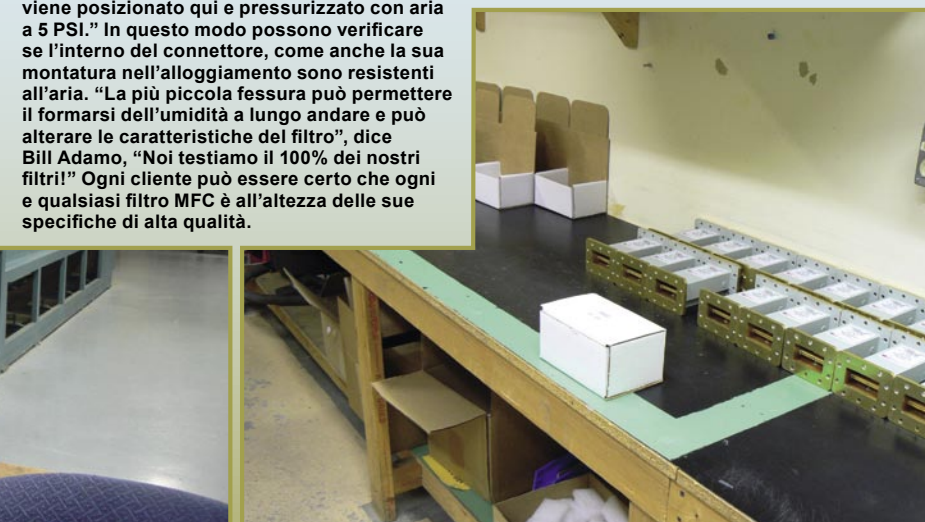 viene posizionato qui e pressurizzato con aria
a 5 PSI.” In questo modo possono verificare
se l’interno del connettore, come anche la sua
montatura nell’alloggiamento sono resistenti
all’aria. “La più piccola fessura può permettere
il formarsi dell’umidità a lungo andare e può
alterare le caratteristiche del filtro”, dice
Bill Adamo, “Noi testiamo il 100% dei nostri
filtri!” Ogni cliente può essere certo che ogni
e qualsiasi filtro MFC è all’altezza delle sue
specifiche di alta qualità.